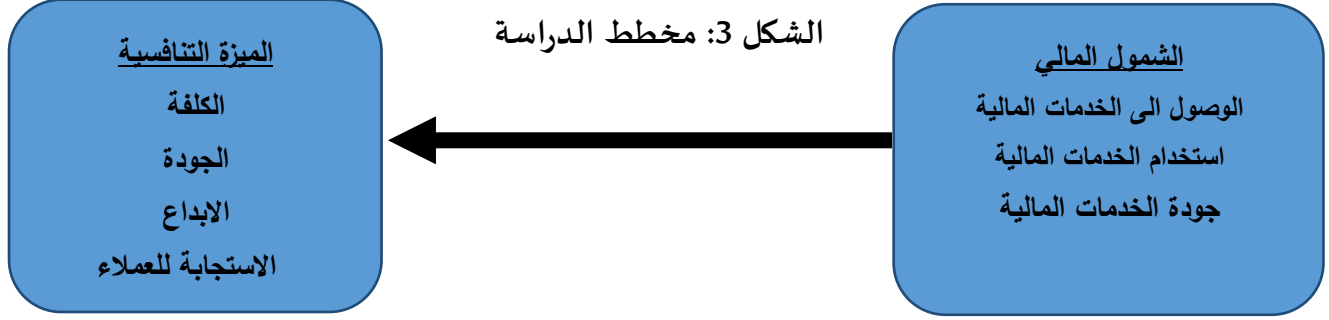 الشكل 3: مخطط الدراسة
الشمول المالي
الوصول الى الخدمات المالية
استخدام الخدمات المالية
جودة الخدمات المالية
الميزة التنافسية
الكلفة
الجودة
الابداع
الاستجابة للعملاء